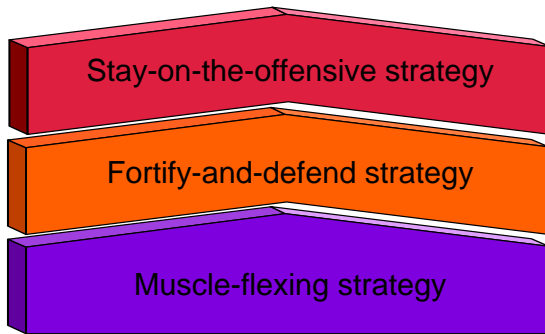 Stay-on-the-offensive strategy
Fortify-and-defend strategy
Muscle-flexing strategy